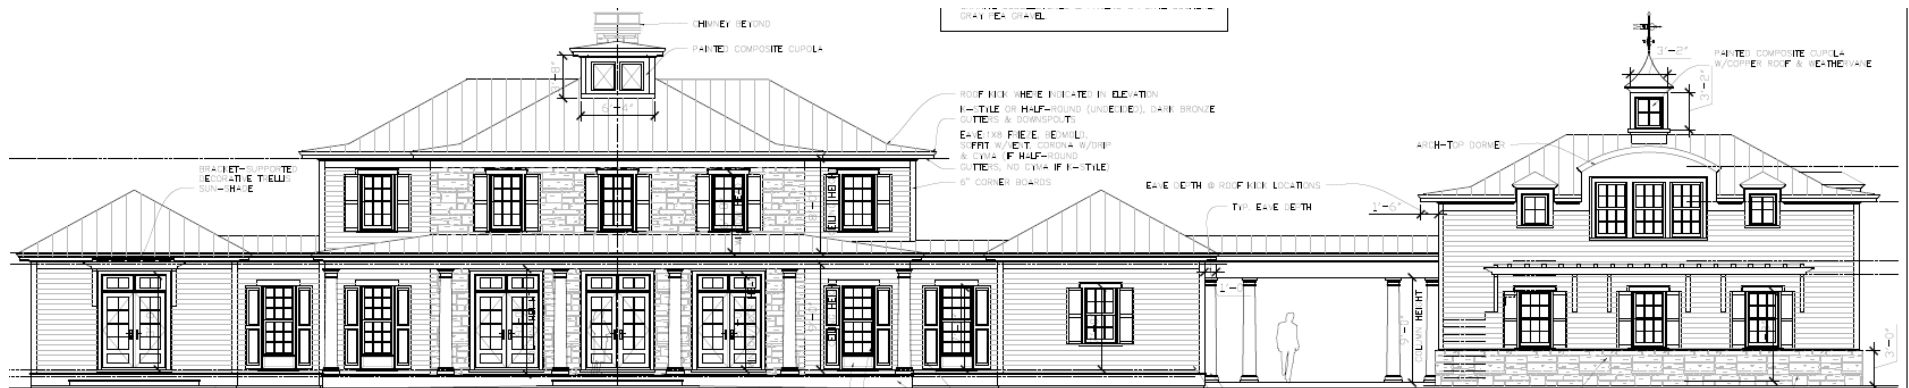 GRAY PEA GRAVEL.
CHIMNEY BEYOND
PAINTED COMPOSITE CUPOLA
3'-8"
6'-4"
ROOF KICK WHERE INDICATED IN ELEVATION
K-STYLE OR HALF-ROUND (UNDECIDED), DARK BRONZE
GUTTERS & DOWNSPOUTS
EAVE: 1X8 FRIEZE, BEDMOLD,
SOFFIT W/VENT, CORONA W/DRIP
& CYMA (IF HALF-ROUND
GUTTERS, NO CYMA IF K-STYLE)
6" CORNER BOARDS
BRACKET-SUPPORTED
DECORATIVE TRELLIS
SUN-SHADE
3'-2"
PAINTED COMPOSITE CUPOLA
W/COPPER ROOF & WEATHERVANE
3'-2"
ARCH-TOP DORMER
EAVE DEPTH @ ROOF KICK LOCATIONS
1'-6"
TYP. EAVE DEPTH
9'-0"
COLUMN HEIGHT
3'-0"